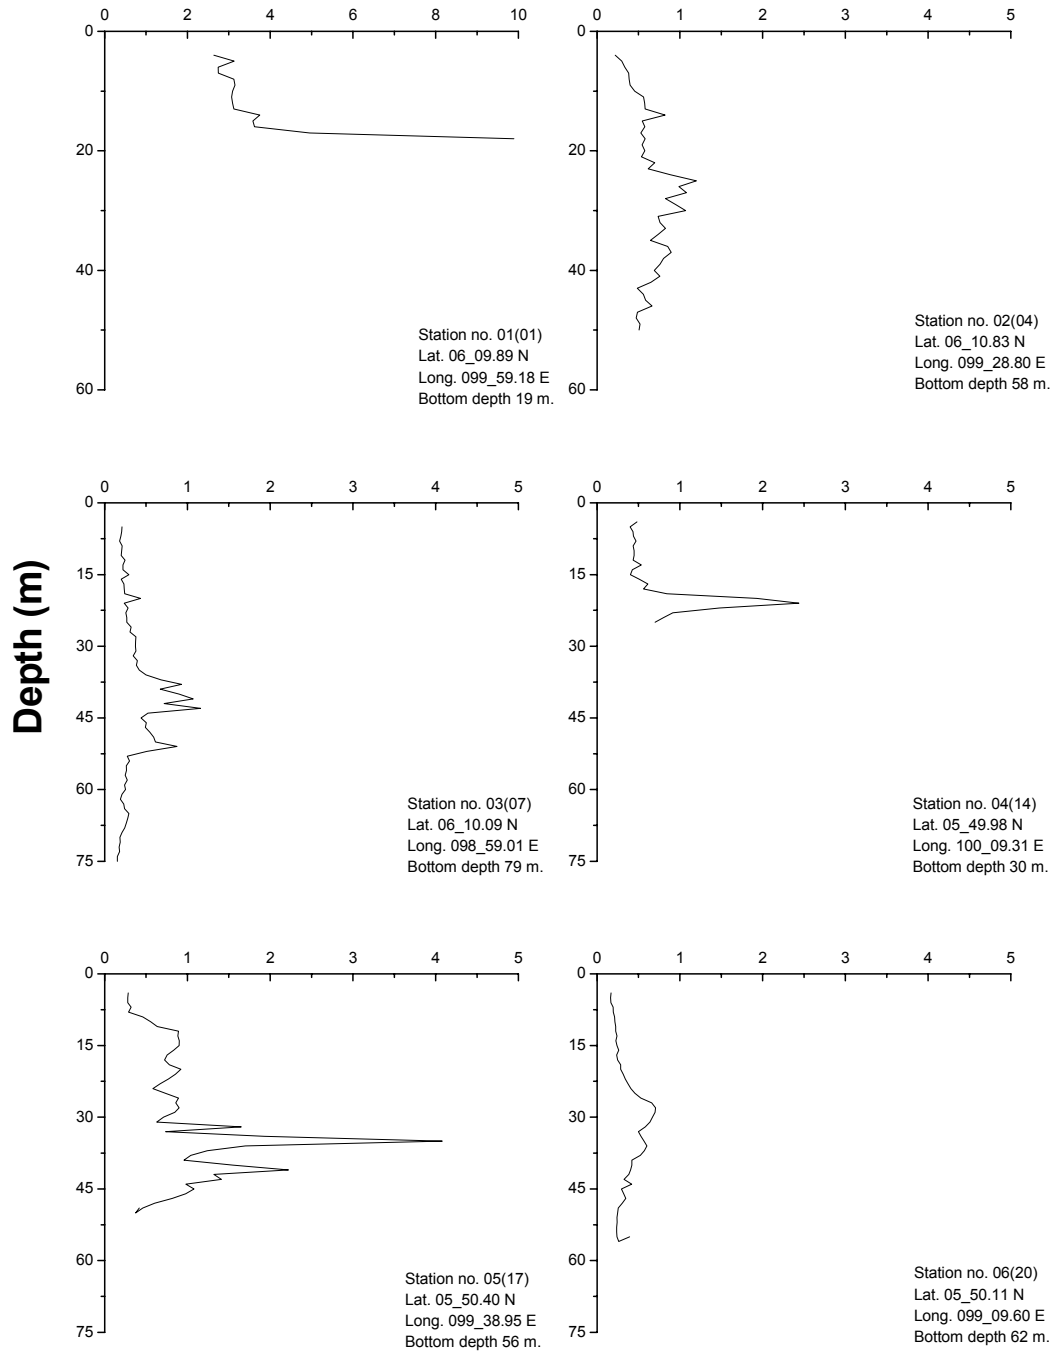 0 2 4 6 8 10
0
20
40
60
Station no. 01(01)
Lat. 06_09.89 N
Long. 099_59.18 E
Bottom depth 19 m.
0 1 2 3 4 5
0
20
40
60
Station no. 02(04)
Lat. 06_10.83 N
Long. 099_28.80 E
Bottom depth 58 m.
Depth (m)
0 1 2 3 4 5
0
15
30
45
60
75
Station no. 03(07)
Lat. 06_10.09 N
Long. 098_59.01 E
Bottom depth 79 m.
0 1 2 3 4 5
0
15
30
45
60
75
Station no. 04(14)
Lat. 05_49.98 N
Long. 100_09.31 E
Bottom depth 30 m.
0 1 2 3 4 5
0
15
30
45
60
75
Station no. 05(17)
Lat. 05_50.40 N
Long. 099_38.95 E
Bottom depth 56 m.
0 1 2 3 4 5
0
15
30
45
60
75
Station no. 06(20)
Lat. 05_50.11 N
Long. 099_09.60 E
Bottom depth 62 m.